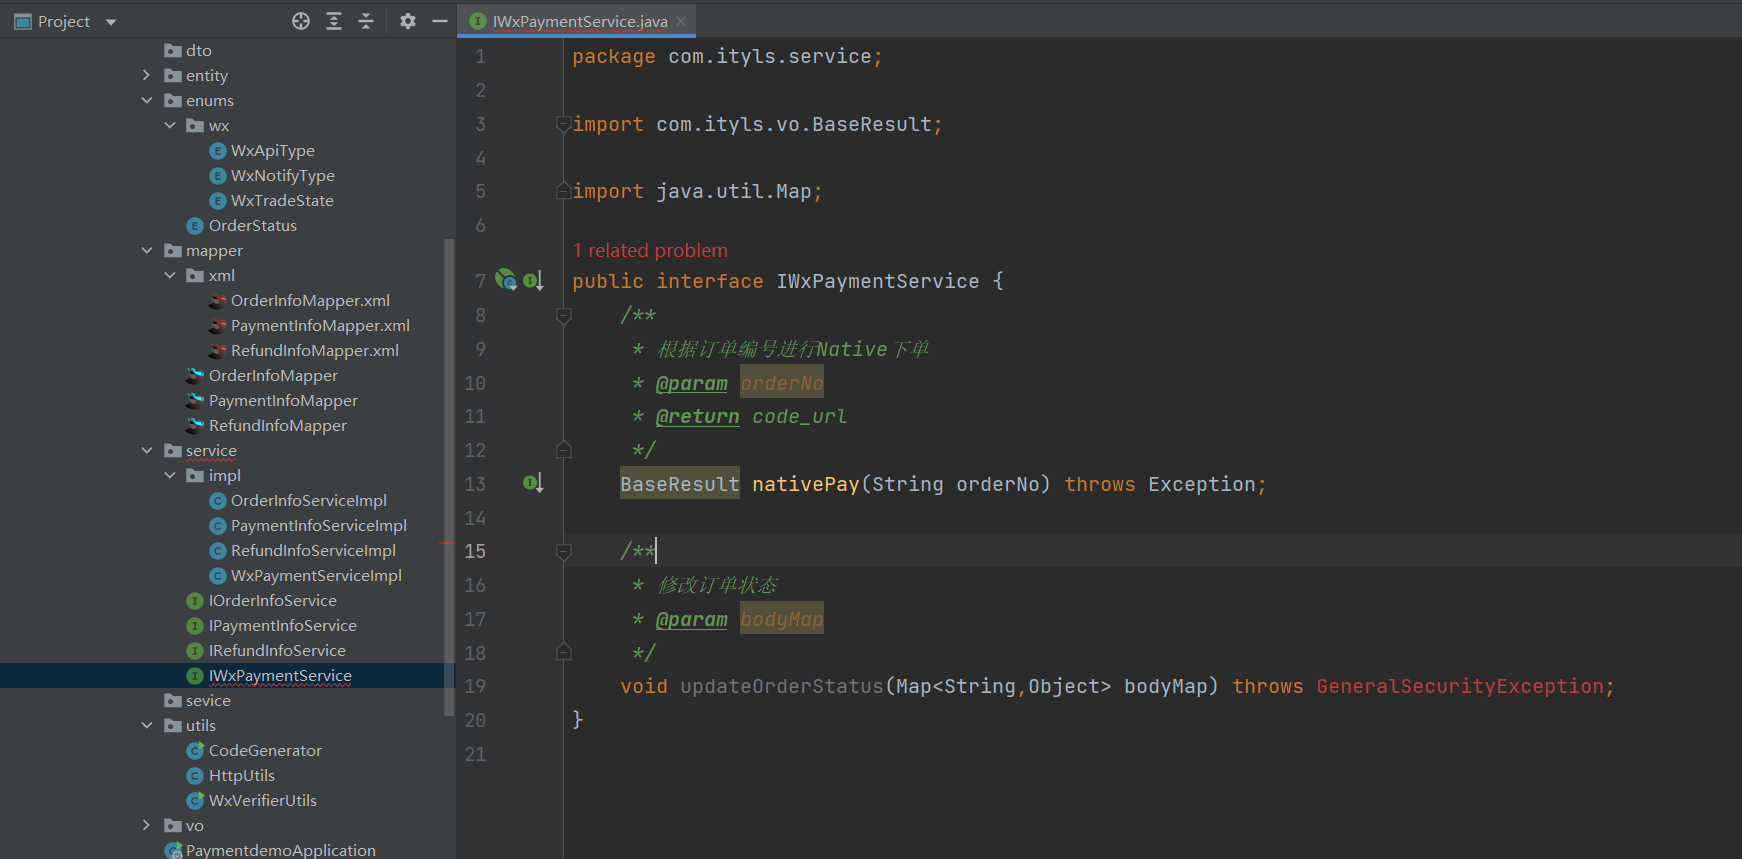 Project
IWxPaymentService.java
dto
entity
enums
wx
WxApiType
WxNotifyType
WxTradeState
OrderStatus
mapper
xml
OrderInfoMapper.xml
PaymentInfoMapper.xml
RefundInfoMapper.xml
OrderInfoMapper
PaymentInfoMapper
RefundInfoMapper
service
impl
OrderInfoServiceImpl
PaymentInfoServiceImpl
RefundInfoServiceImpl
WxPaymentServiceImpl
IOrderInfoService
IPaymentInfoService
IRefundInfoService
IWxPaymentService
sevice
utils
CodeGenerator
HttpUtils
WxVerifierUtils
vo
PaymentdemoApplication
1 package com.ityls.service;
2
3 import com.ityls.vo.BaseResult;
4
5 import java.util.Map;
6
1 related problem
7 public interface IWxPaymentService {
8 /**
9 * 根据订单编号进行Native下单
10 * @param orderNo
11 * @return code_url
12 */
13 BaseResult nativePay(String orderNo) throws Exception;
14
15 /**
16 * 修改订单状态
17 * @param bodyMap
18 */
19 void updateOrderStatus(Map<String,Object> bodyMap) throws GeneralSecurityException;
20 }
21